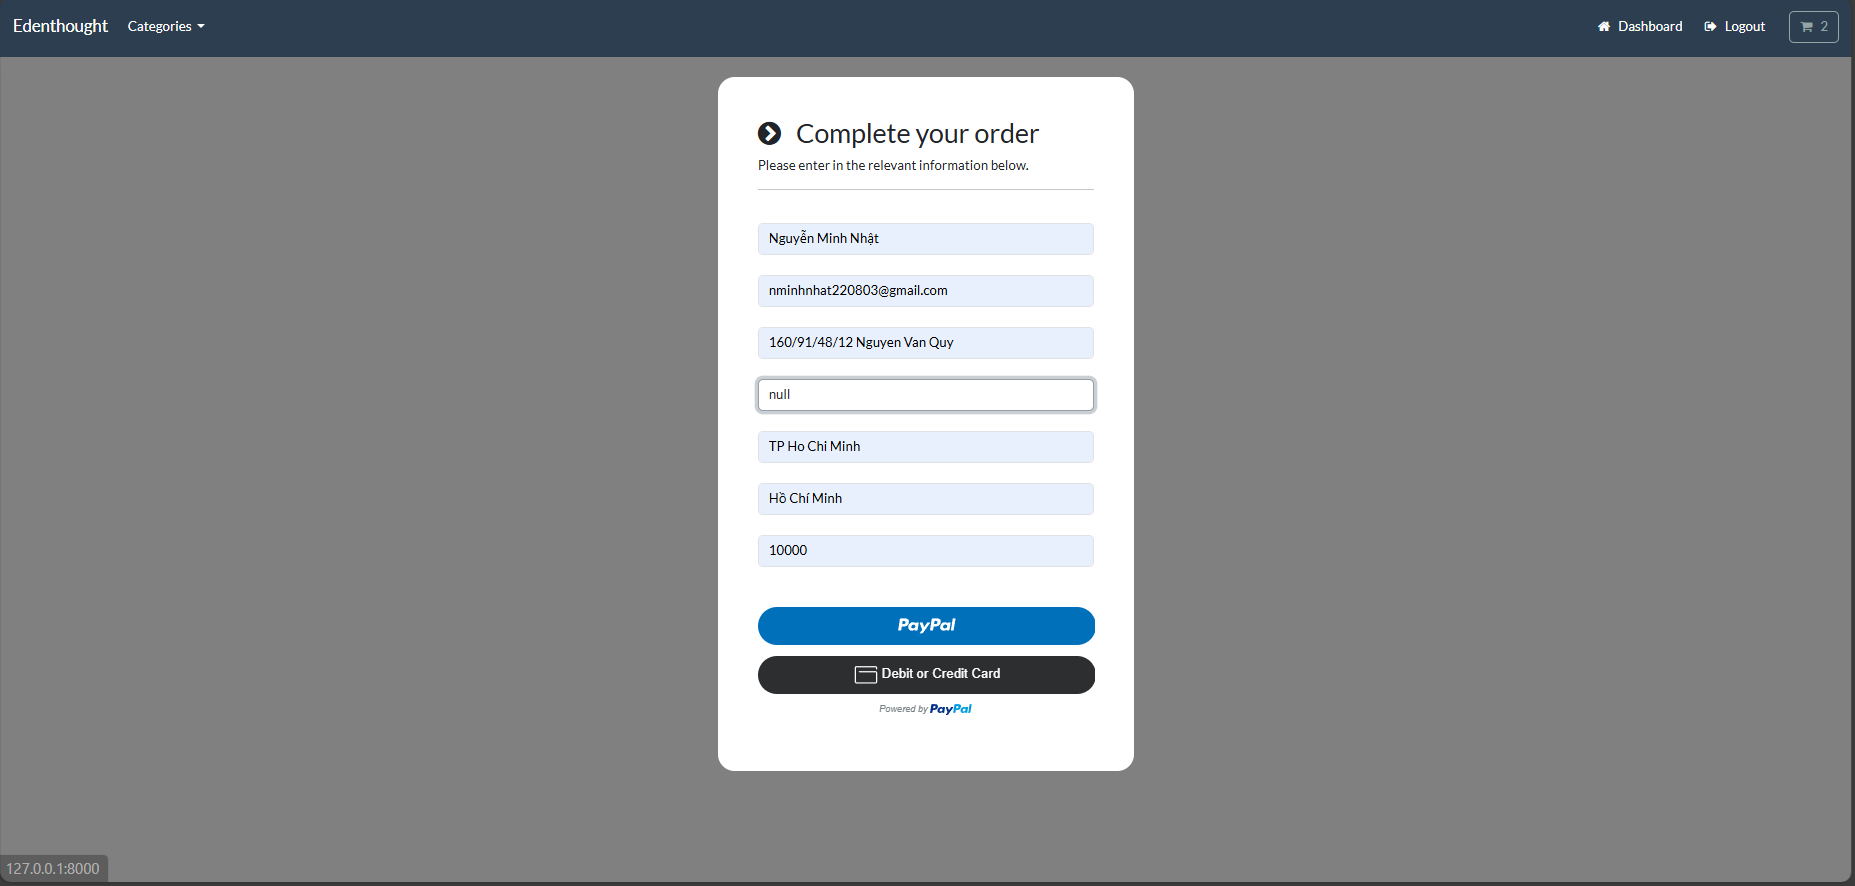 Edenthought Categories Dashboard Logout 2
Complete your order
Please enter in the relevant information below.
Nguyễn Minh Nhật
nminhnhat220803@gmail.com
160/91/48/12 Nguyen Van Quy
null
TP Ho Chi Minh
Hồ Chí Minh
10000
PayPal
Debit or Credit Card
Powered by PayPal
127.0.0.1:8000